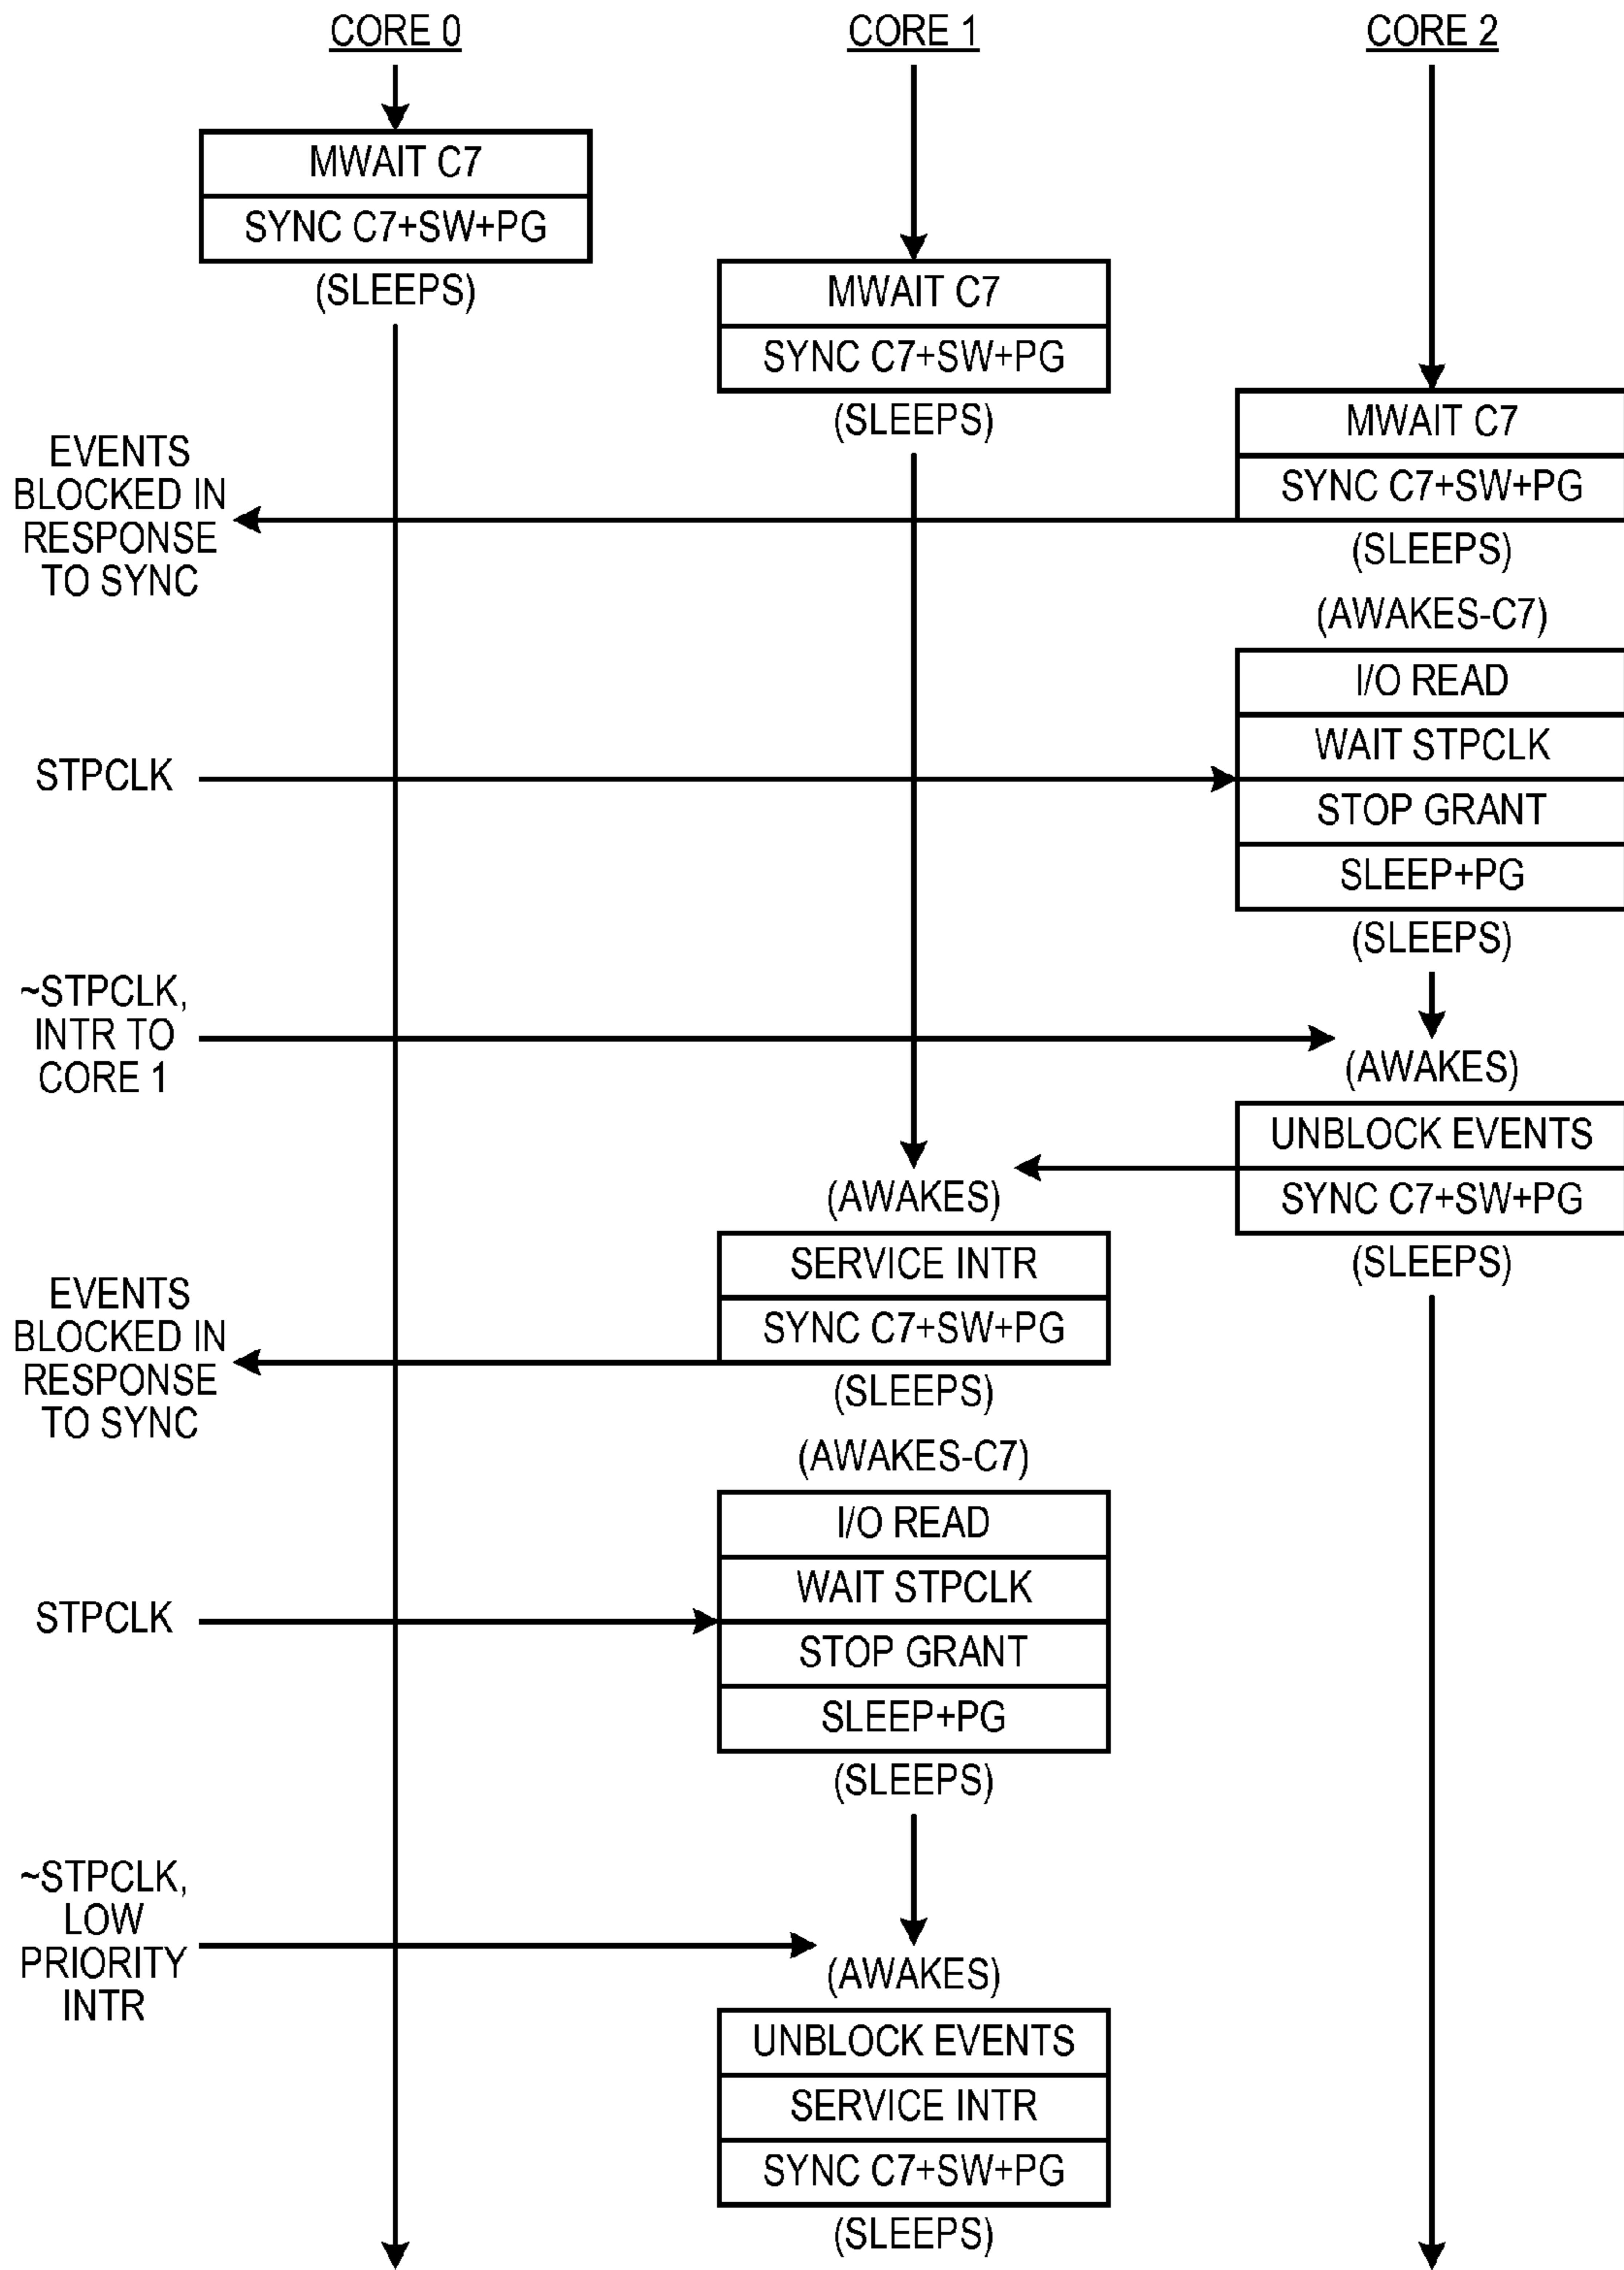 CORE 0
CORE 1
CORE 2
MWAIT C7
SYNC C7+SW+PG
(SLEEPS)
MWAIT C7
SYNC C7+SW+PG
(SLEEPS)
MWAIT C7
SYNC C7+SW+PG
(SLEEPS)
EVENTS
BLOCKED IN
RESPONSE
TO SYNC
(AWAKES-C7)
I/O READ
WAIT STPCLK
STPCLK
STOP GRANT
SLEEP+PG
(SLEEPS)
~STPCLK,
INTR TO
CORE 1
(AWAKES)
UNBLOCK EVENTS
SYNC C7+SW+PG
(SLEEPS)
(AWAKES)
SERVICE INTR
SYNC C7+SW+PG
(SLEEPS)
EVENTS
BLOCKED IN
RESPONSE
TO SYNC
(AWAKES-C7)
I/O READ
WAIT STPCLK
STPCLK
STOP GRANT
SLEEP+PG
(SLEEPS)
~STPCLK,
LOW
PRIORITY
INTR
(AWAKES)
UNBLOCK EVENTS
SERVICE INTR
SYNC C7+SW+PG
(SLEEPS)